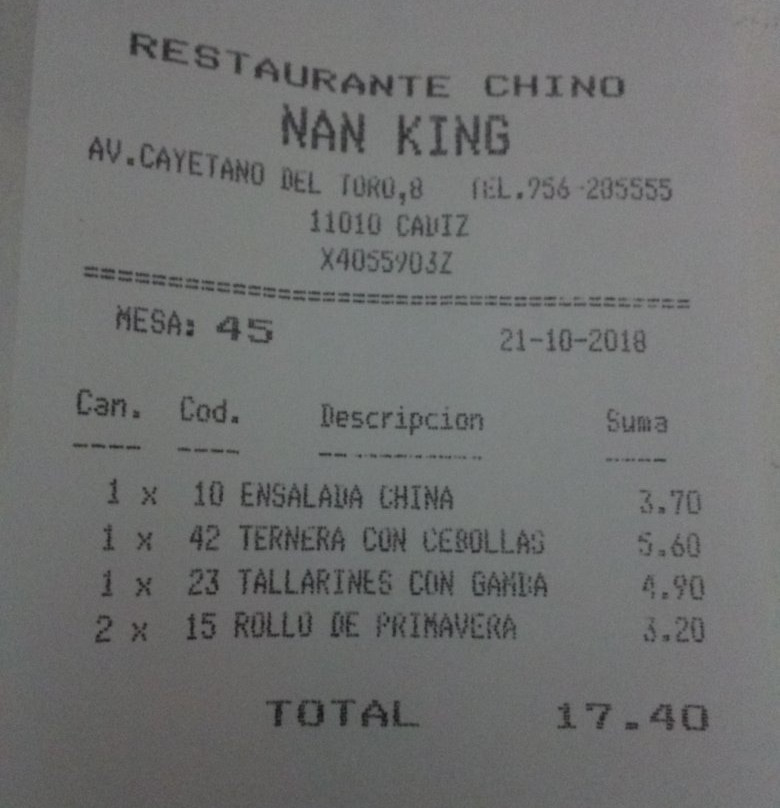 RESTAURANTE CHINO
NAN KING
AV.CAYETANO DEL TORO,8 TEL.956-285555
11010 CADIZ
X4055903Z
========================================
MESA: 45 21-10-2018
Can. Cod. Descripcion Suma
---- ---- ----------- ----
1 x 10 ENSALADA CHINA 3.70
1 x 42 TERNERA CON CEBOLLAS 5.60
1 x 23 TALLARINES CON GAMBA 4.90
2 x 15 ROLLO DE PRIMAVERA 3.20
TOTAL 17.40